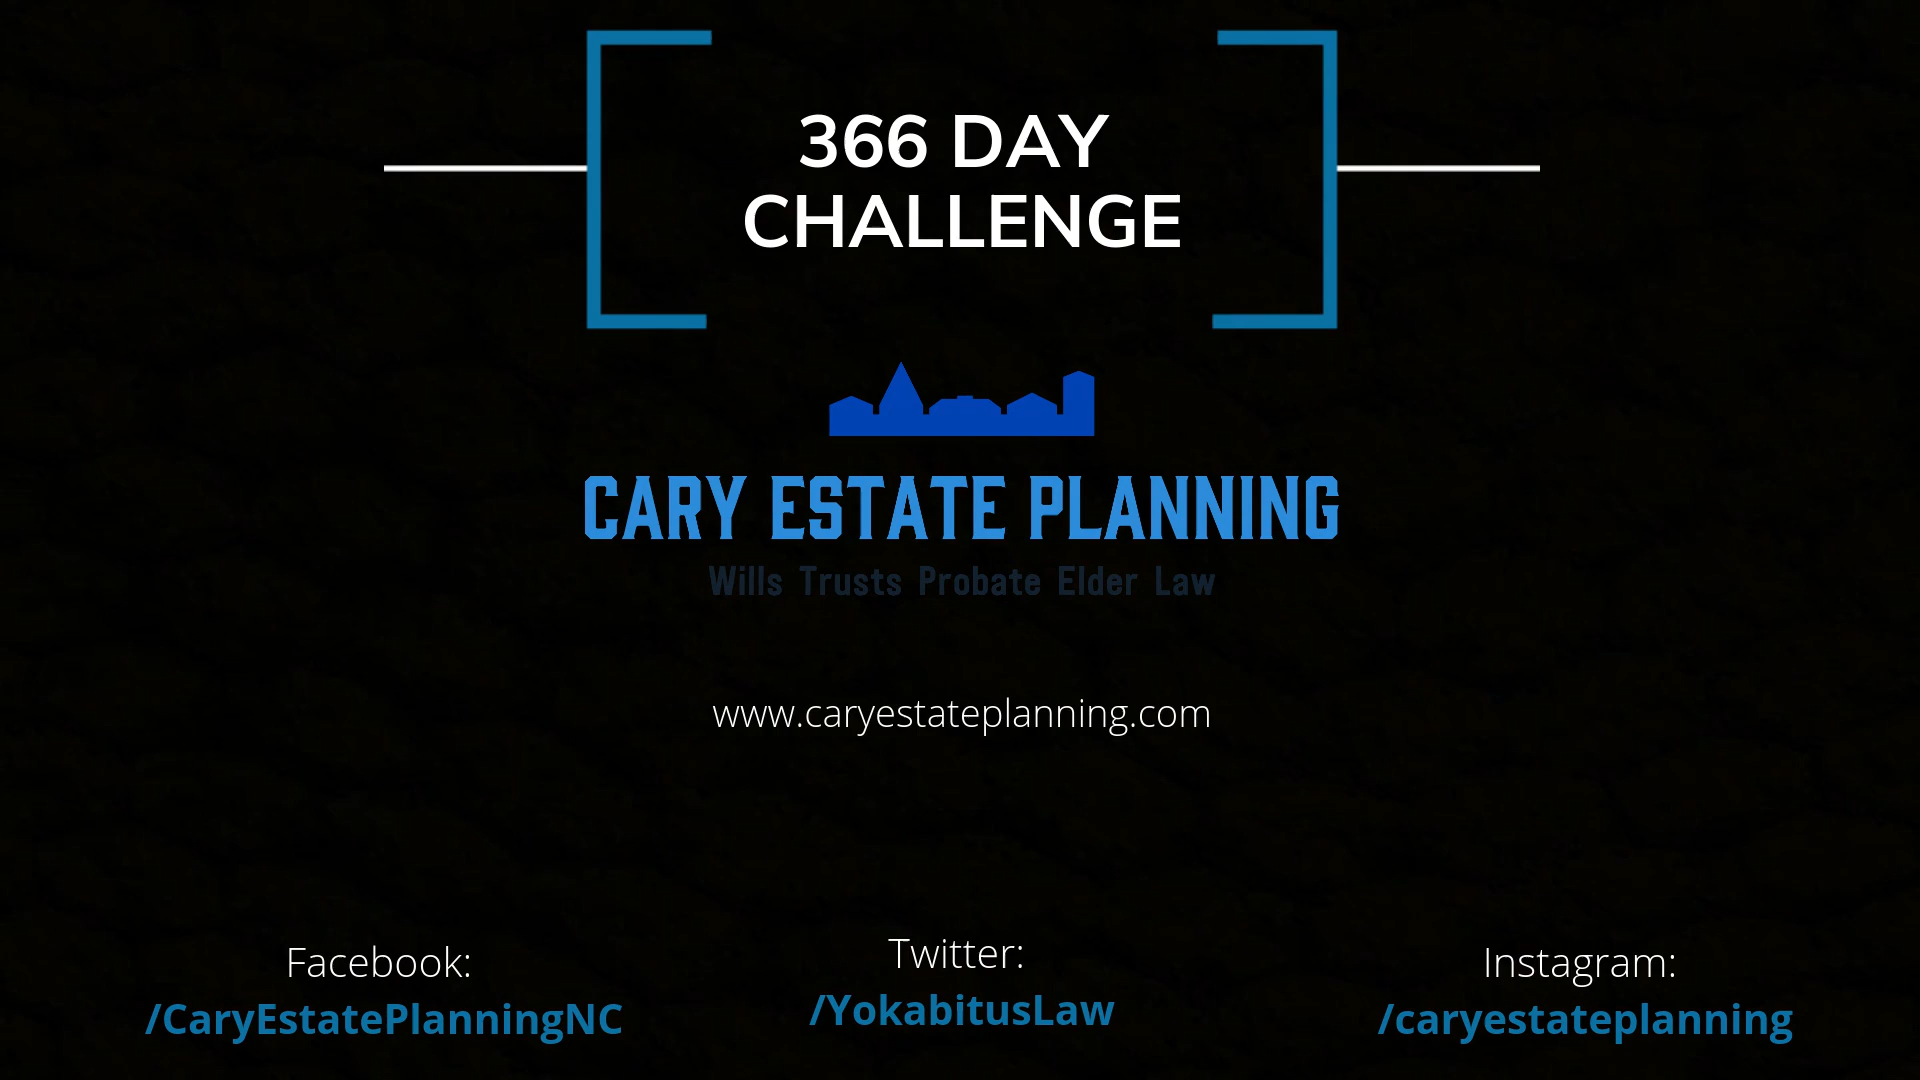 366 DAY
CHALLENGE
CARY ESTATE PLANNING
Wills Trusts Probate Elder Law
www.caryestateplanning.com
Facebook:
/CaryEstatePlanningNC
Twitter:
/YokabitusLaw
Instagram:
/caryestateplanning